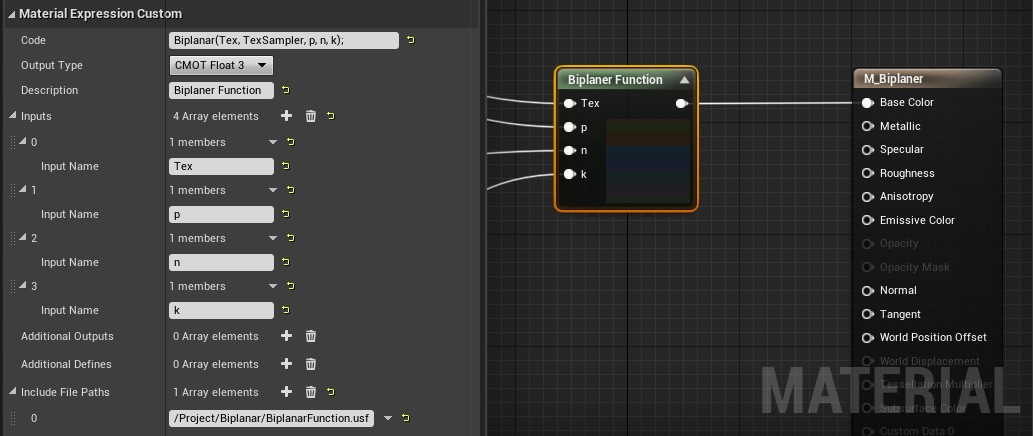 Material Expression Custom
Code
Biplanar(Tex, TexSampler, p, n, k);
Output Type
CMOT Float 3
Description
Biplaner Function
Inputs
4 Array elements
0
1 members
Input Name
Tex
1
1 members
Input Name
p
2
1 members
Input Name
n
3
1 members
Input Name
k
Additional Outputs
0 Array elements
Additional Defines
0 Array elements
Include File Paths
1 Array elements
0
/Project/Biplanar/BiplanarFunction.usf
Biplaner Function
Tex
p
n
k
M_Biplaner
Base Color
Metallic
Specular
Roughness
Anisotropy
Emissive Color
Opacity
Opacity Mask
Normal
Tangent
World Position Offset
World Displacement
Tessellation Multiplier
Subsurface Color
Custom Data 0
MATERIAL